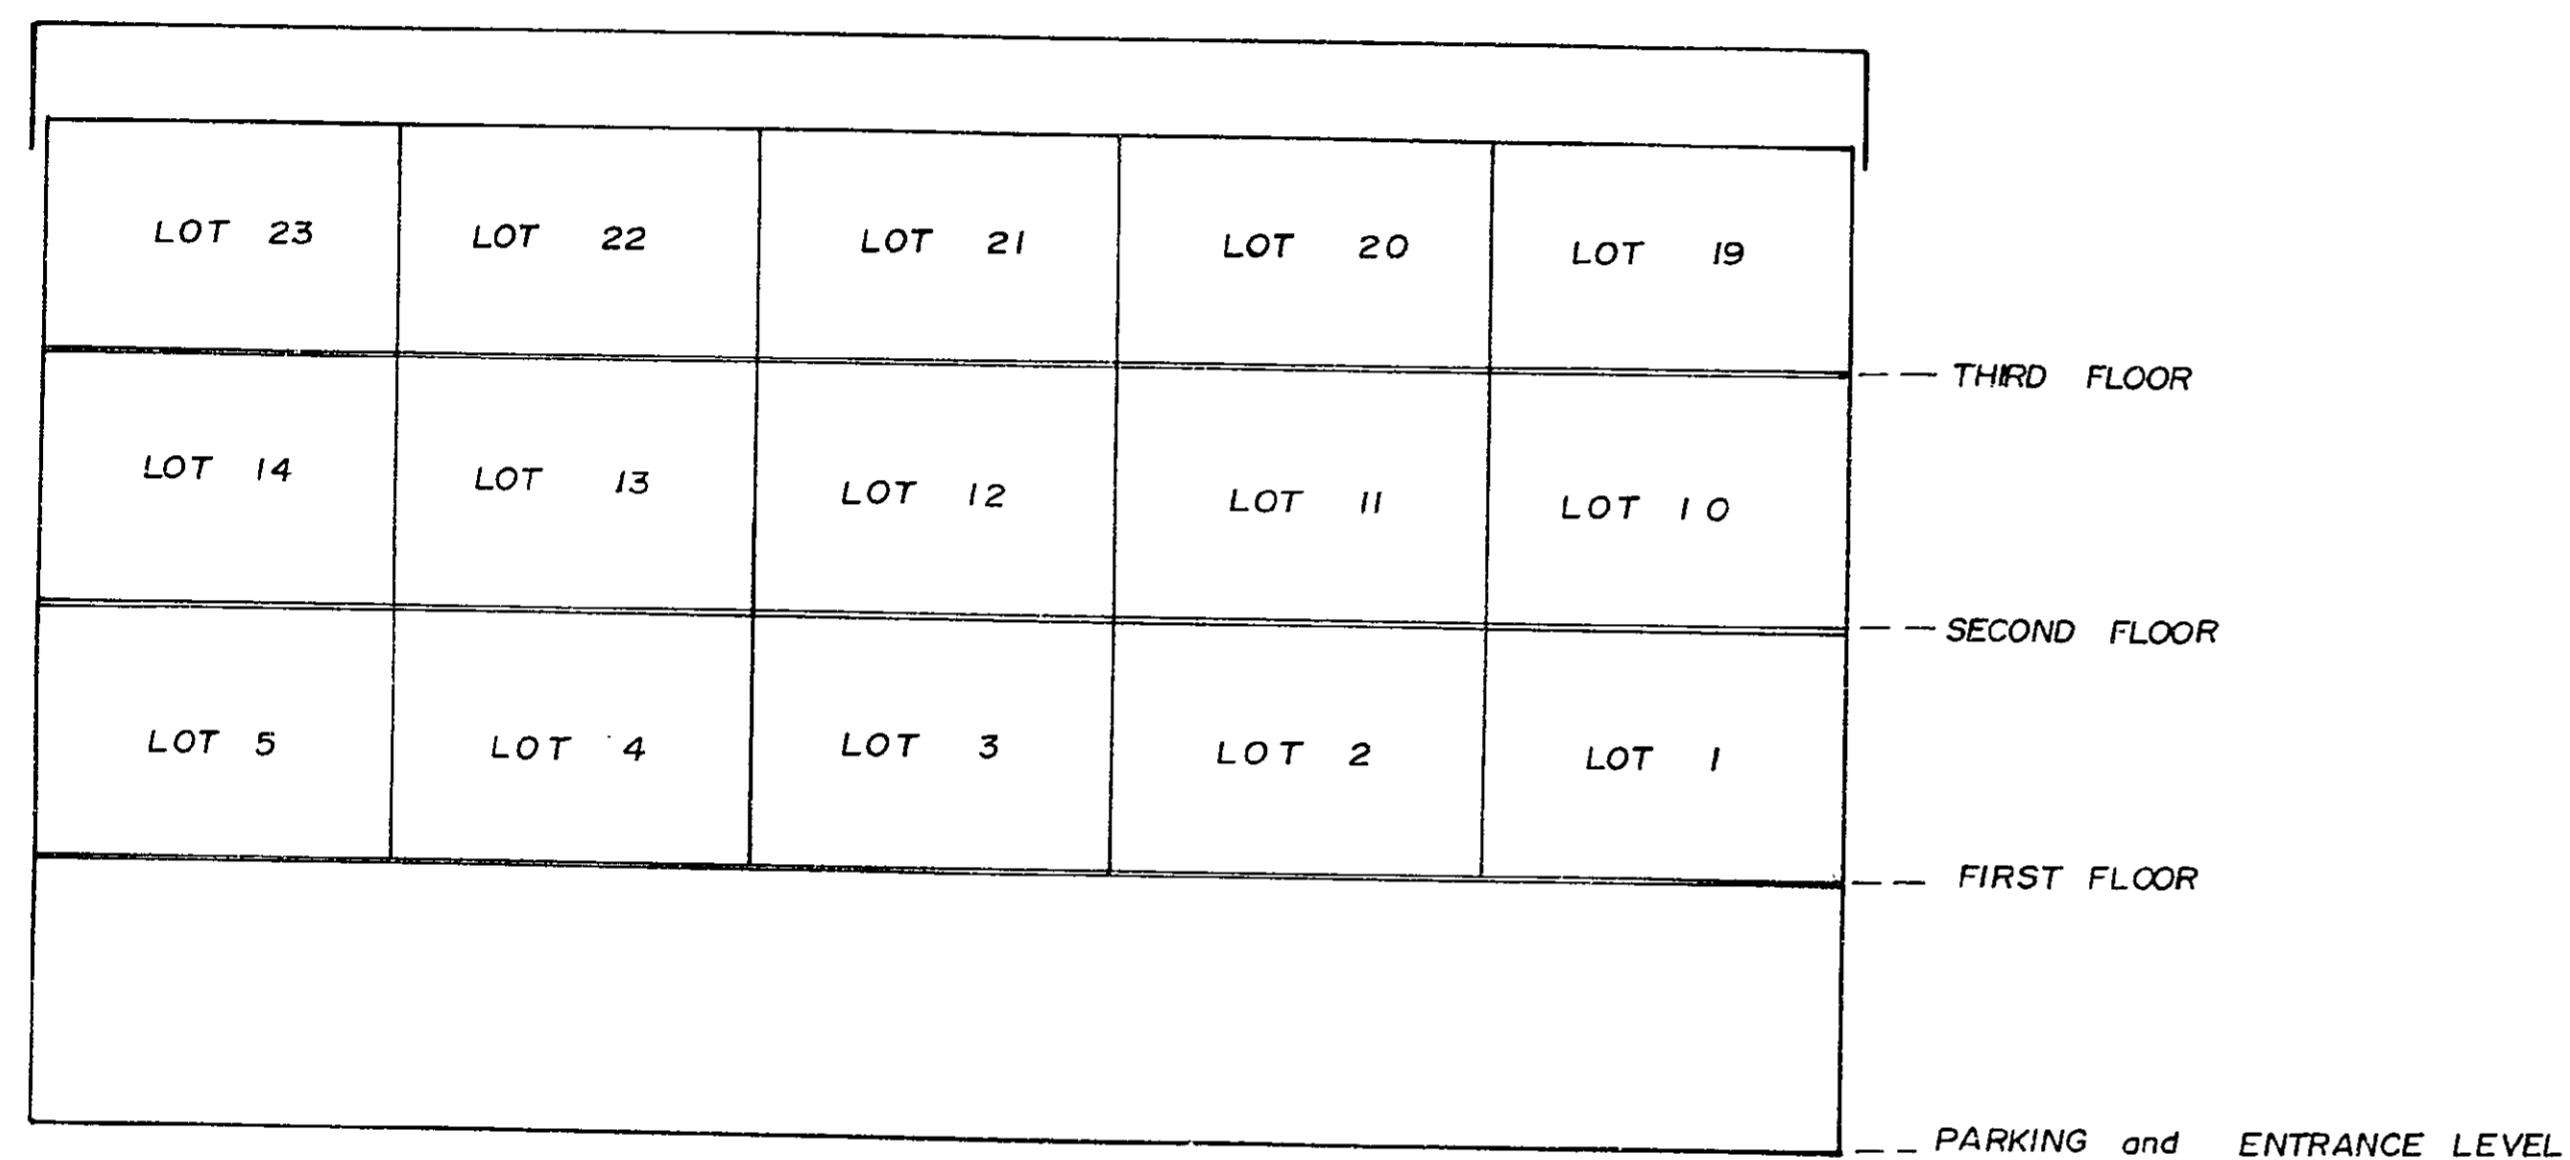 LOT 23 LOT 22 LOT 21 LOT 20 LOT 19
THIRD FLOOR
LOT 14 LOT 13 LOT 12 LOT 11 LOT 10
SECOND FLOOR
LOT 5 LOT 4 LOT 3 LOT 2 LOT 1
FIRST FLOOR
PARKING and ENTRANCE LEVEL